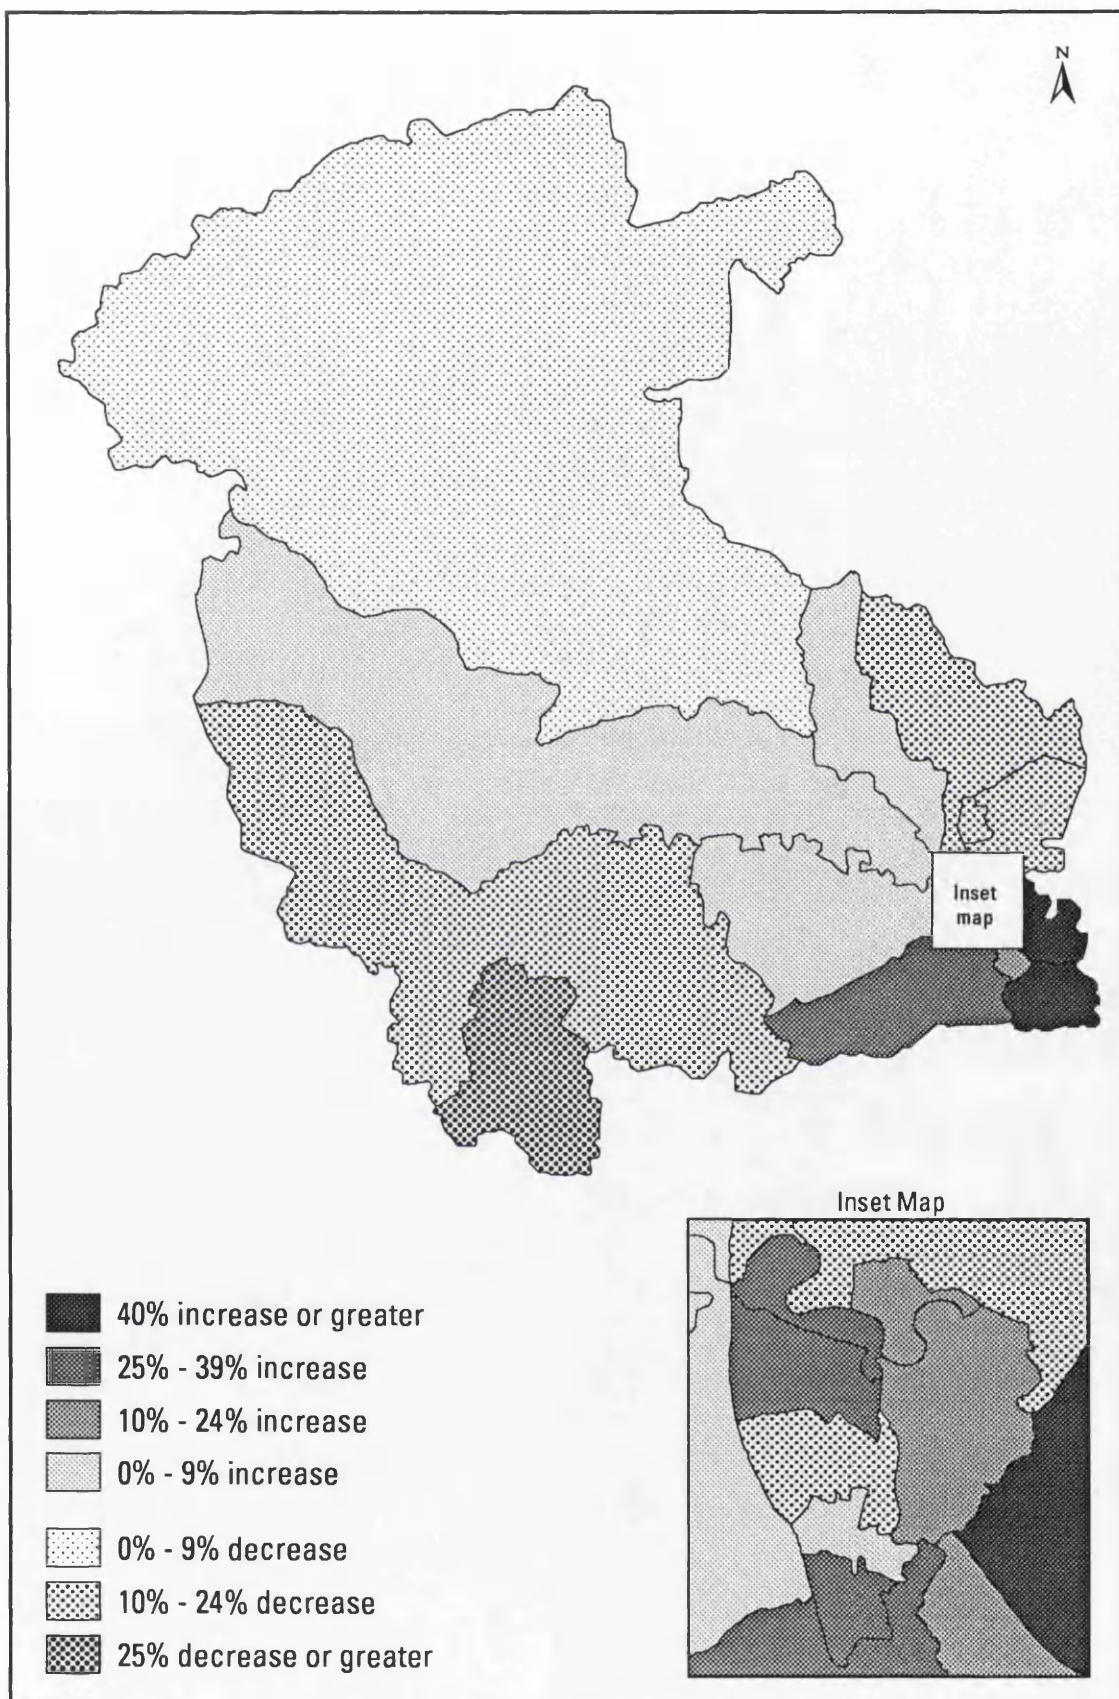 N
Inset
map
Inset Map
40% increase or greater
25% - 39% increase
10% - 24% increase
0% - 9% increase
0% - 9% decrease
10% - 24% decrease
25% decrease or greater